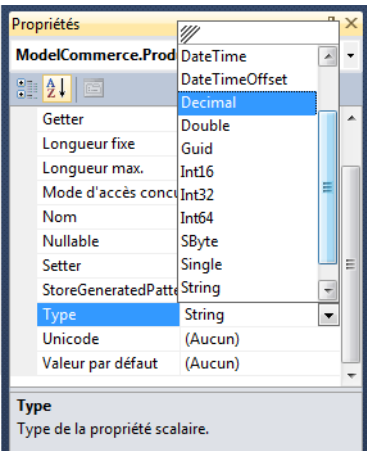 Propriétés
ModelCommerce.Prod
DateTime
DateTimeOffset
Decimal
Getter Double
Longueur fixe Guid
Longueur max. Int16
Mode d'accès concu Int32
Nom Int64
Nullable SByte
Setter Single
StoreGeneratedPatte String
Type String
Unicode (Aucun)
Valeur par défaut (Aucun)
Type
Type de la propriété scalaire.